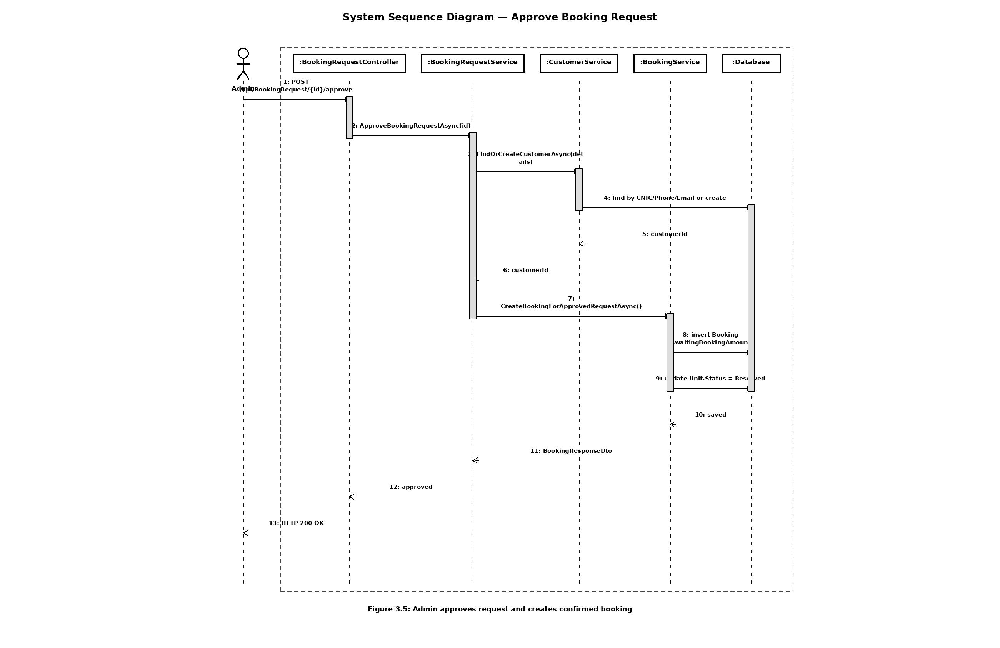 System Sequence Diagram — Approve Booking Request
:BookingRequestController
:BookingRequestService
:CustomerService
:BookingService
:Database
Admin
1: POST
/api/BookingRequest/{id}/approve
2: ApproveBookingRequestAsync(id)
FindOrCreateCustomerAsync(det
ails)
4: find by CNIC/Phone/Email or create
5: customerId
6: customerId
7:
CreateBookingForApprovedRequestAsync()
8: insert Booking
AwaitingBookingAmoun
9: update Unit.Status = Reserved
10: saved
11: BookingResponseDto
12: approved
13: HTTP 200 OK
Figure 3.5: Admin approves request and creates confirmed booking